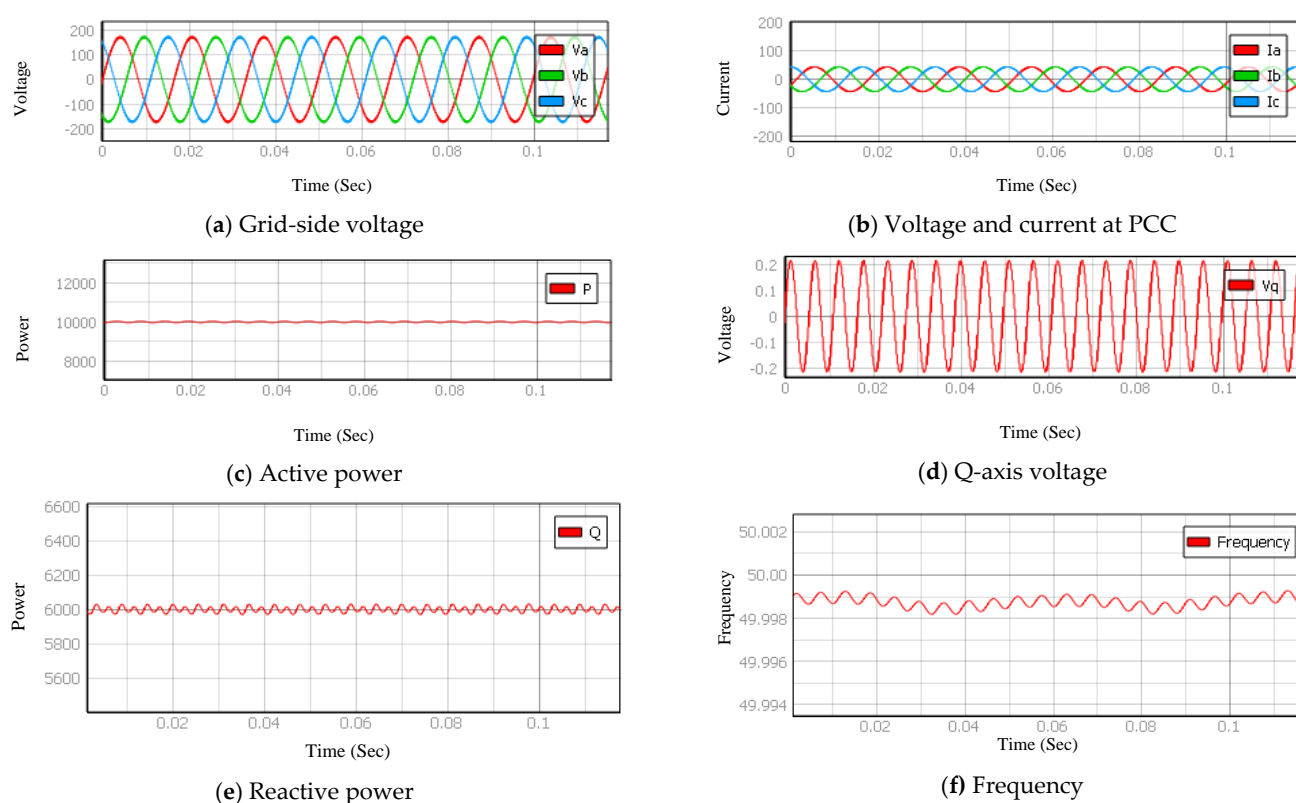 200
100
0
-100
-200
Voltage
Va
Vb
Vc
0
0.02
0.04
0.06
0.08
0.1
Time (Sec)
(a) Grid-side voltage
200
100
0
-100
-200
Current
Ia
Ib
Ic
0
0.02
0.04
0.06
0.08
0.1
Time (Sec)
(b) Voltage and current at PCC
12000
10000
8000
Power
P
0
0.02
0.04
0.06
0.08
0.1
Time (Sec)
(c) Active power
0.2
0.1
0
-0.1
-0.2
Voltage
Vq
0
0.02
0.04
0.06
0.08
0.1
Time (Sec)
(d) Q-axis voltage
6600
6400
6200
6000
5800
5600
Power
Q
0.02
0.04
0.06
0.08
0.1
Time (Sec)
(e) Reactive power
50.002
50.00
49.998
49.996
49.994
Frequency
Frequency
0.02
0.04
0.06
0.08
0.1
Time (Sec)
(f) Frequency